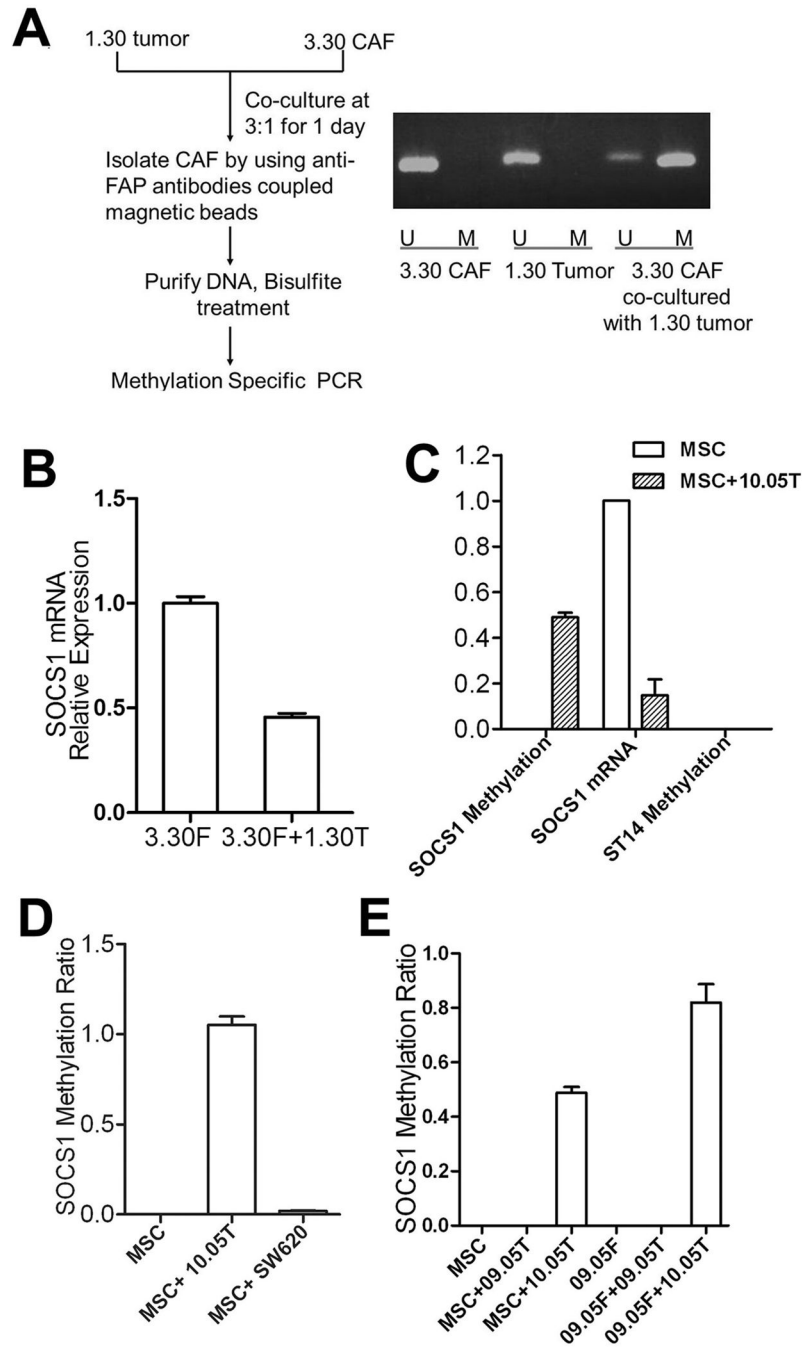 A
1.30 tumor
3.30 CAF
Co-culture at
3:1 for 1 day
Isolate CAF by using anti-
FAP antibodies coupled
magnetic beads
Purify DNA, Bisulfite
treatment
Methylation Specific PCR
U M U M U M
3.30 CAF 1.30 Tumor 3.30 CAF
co-cultured
with 1.30 tumor
B
SOCS1 mRNA
Relative Expression
1.5
1.0
0.5
0.0
3.30F 3.30F+1.30T
C
MSC
MSC+10.05T
1.2
1.0
0.8
0.6
0.4
0.2
0.0
SOCS1 Methylation
SOCS1 mRNA
ST14 Methylation
D
SOCS1 Methylation Ratio
1.5
1.0
0.5
0.0
MSC
MSC+ 10.05T
MSC+ SW620
E
SOCS1 Methylation Ratio
1.0
0.8
0.6
0.4
0.2
0.0
MSC
MSC+09.05T
MSC+10.05T
09.05F
09.05F+09.05T
09.05F+10.05T